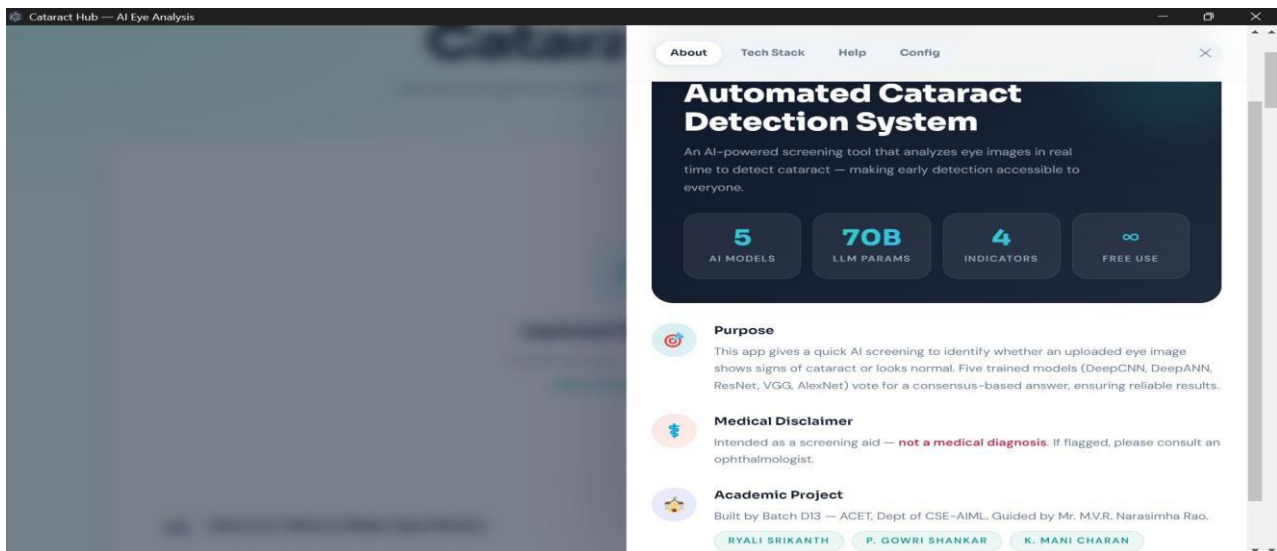 Cataract Hub — AI Eye Analysis
About Tech Stack Help Config
Automated Cataract
Detection System
An AI-powered screening tool that analyzes eye images in real
time to detect cataract — making early detection accessible to
everyone.
5 70B 4 ∞
AI MODELS LLM PARAMS INDICATORS FREE USE
Purpose
This app gives a quick AI screening to identify whether an uploaded eye image
shows signs of cataract or looks normal. Five trained models (DeepCNN, DeepANN,
ResNet, VGG, AlexNet) vote for a consensus-based answer, ensuring reliable results.
Medical Disclaimer
Intended as a screening aid — not a medical diagnosis. If flagged, please consult an
ophthalmologist.
Academic Project
Built by Batch D13 — ACET, Dept of CSE-AIML. Guided by Mr. M.V.R. Narasimha Rao.
RYALI SRIKANTH P. GOWRI SHANKAR K. MANI CHARAN